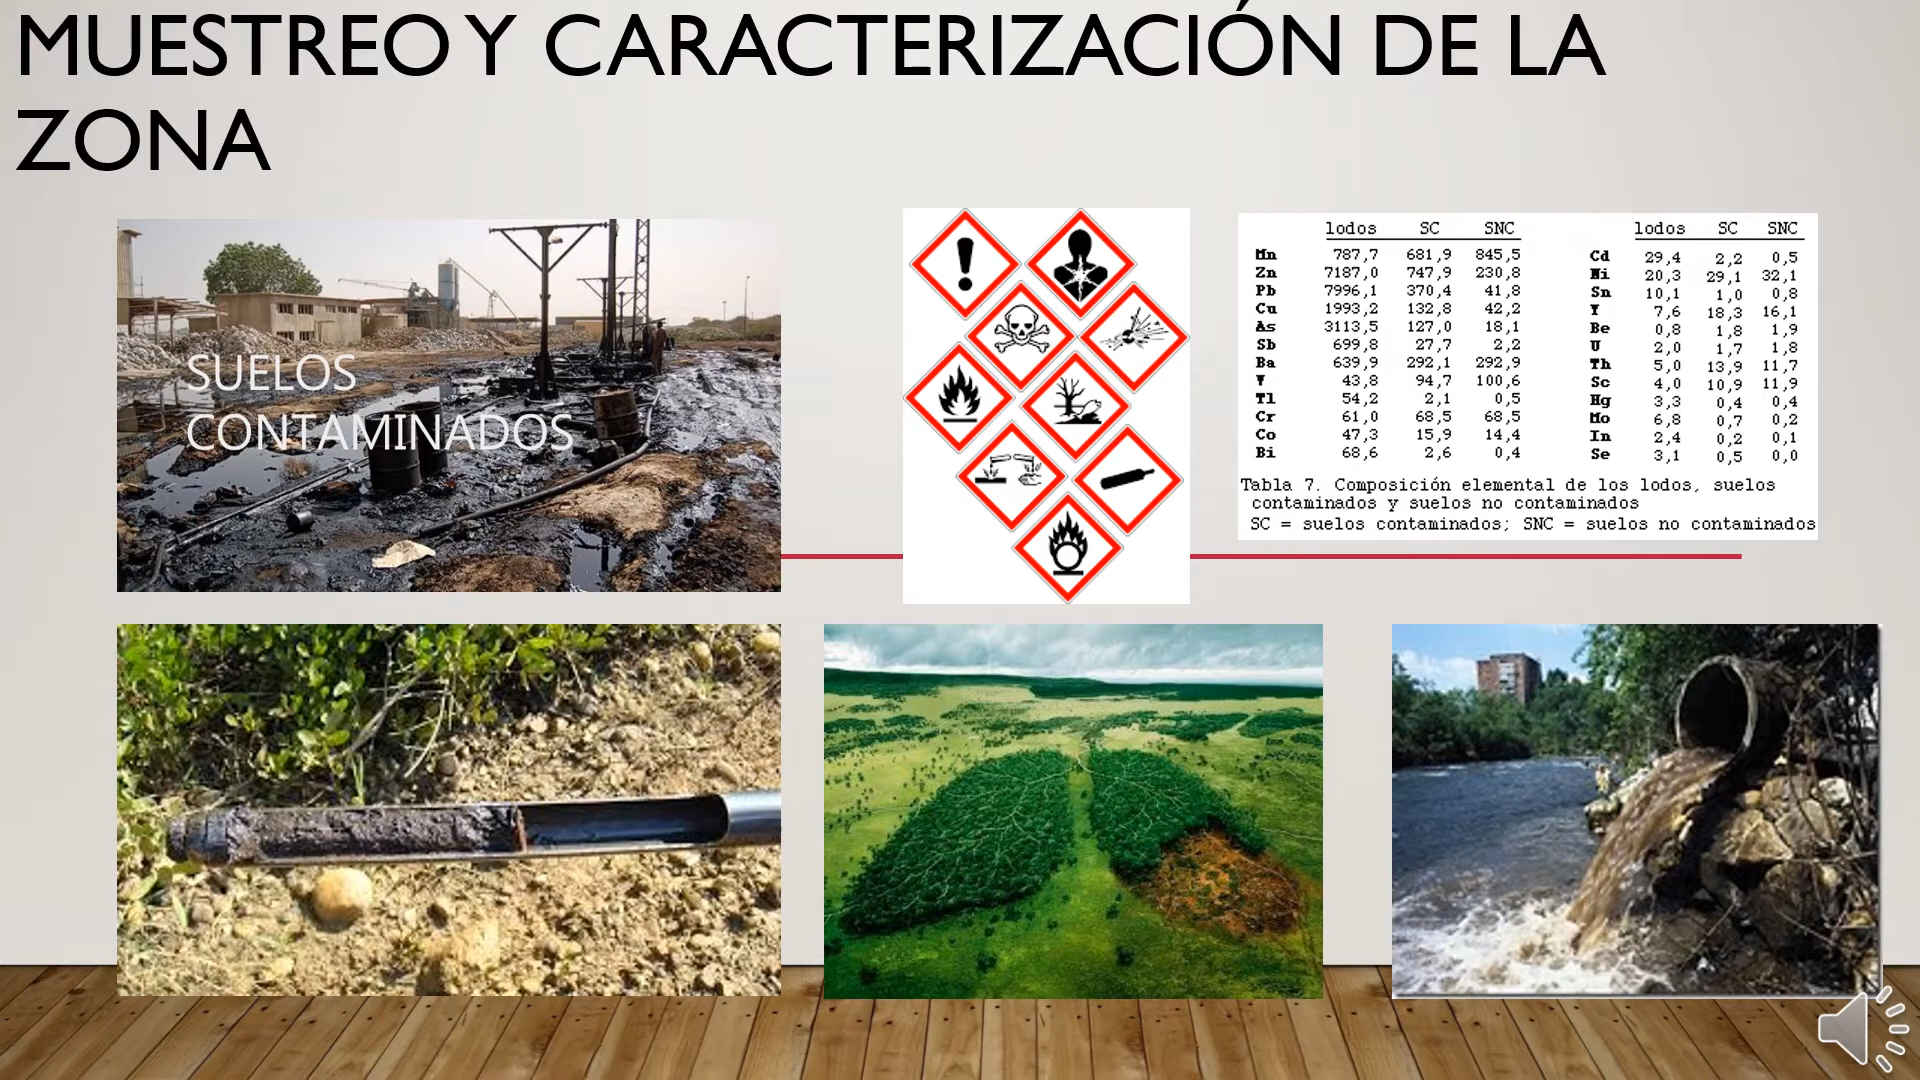 MUESTREO Y CARACTERIZACIÓN DE LA
ZONA
SUELOS
CONTAMINADOS
lodos SC SNC
Mn 787,7 681,9 845,5
Zn 7187,0 747,9 230,8
Pb 7996,1 370,4 41,8
Cu 1993,2 132,8 42,2
As 3113,5 127,0 18,1
Sb 699,8 27,7 2,2
Ba 639,9 292,1 292,9
V 43,8 94,7 100,6
Tl 54,2 2,1 0,5
Cr 61,0 68,5 68,5
Co 47,3 15,9 14,4
Bi 68,6 2,6 0,4
lodos SC SNC
Cd 29,4 2,2 0,5
Ni 20,3 29,1 32,1
Sn 10,1 1,0 0,8
Y 7,6 18,3 16,1
Be 0,8 1,8 1,9
U 2,0 1,7 1,8
Th 5,0 13,9 11,7
Sc 4,0 10,9 11,9
Hg 3,3 0,4 0,4
Mo 6,8 0,7 0,2
In 2,4 0,2 0,1
Se 3,1 0,5 0,0
Tabla 7. Composición elemental de los lodos, suelos
contaminados y suelos no contaminados
SC = suelos contaminados; SNC = suelos no contaminados